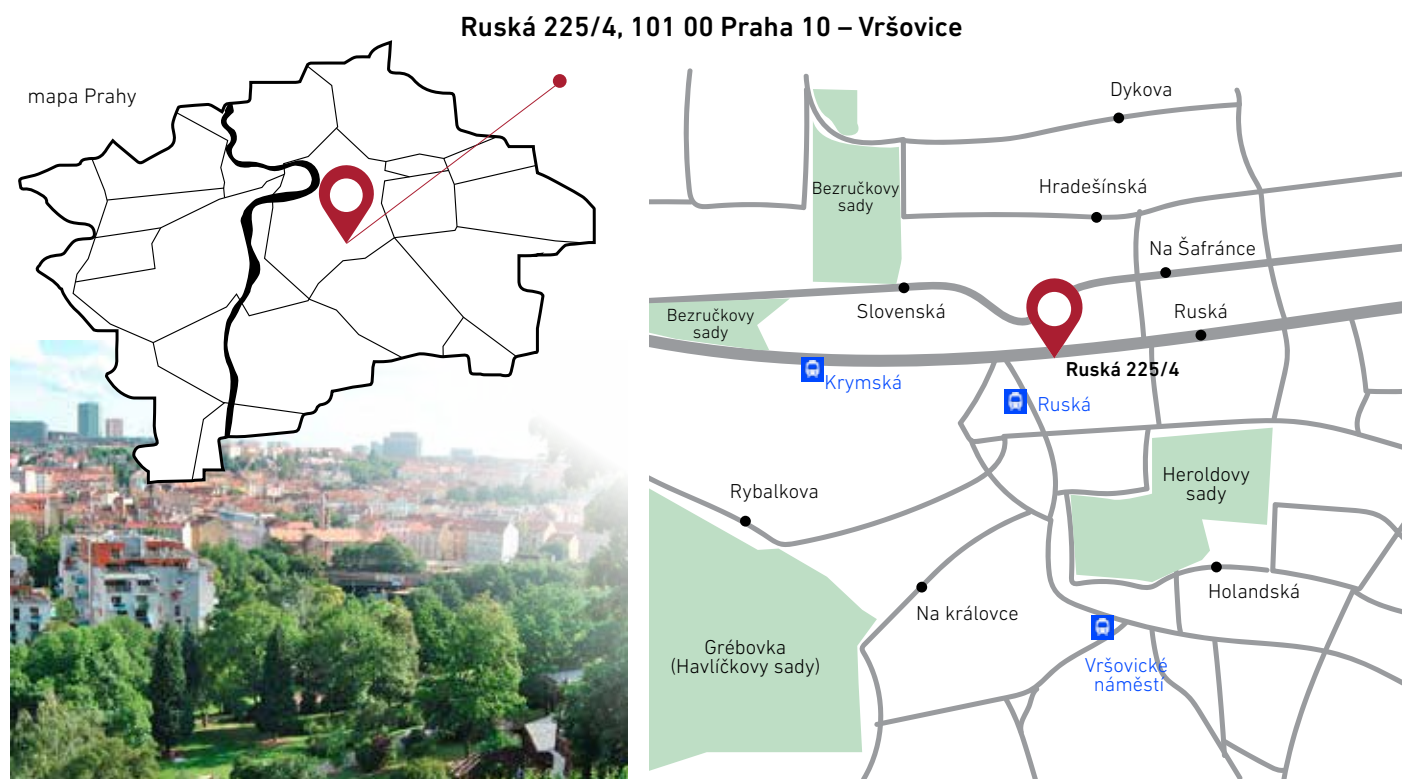 Ruská 225/4, 101 00 Praha 10 – Vršovice
mapa Prahy
Dykova
Bezručkovy
sady
Hradešínská
Na Šafránce
Slovenská
Ruská
Bezručkovy
sady
Ruská 225/4
Krymská
Ruská
Heroldovy
sady
Rybalkova
Holandská
Na královce
Grébovka
(Havlíčkovy sady)
Vršovické
náměstí